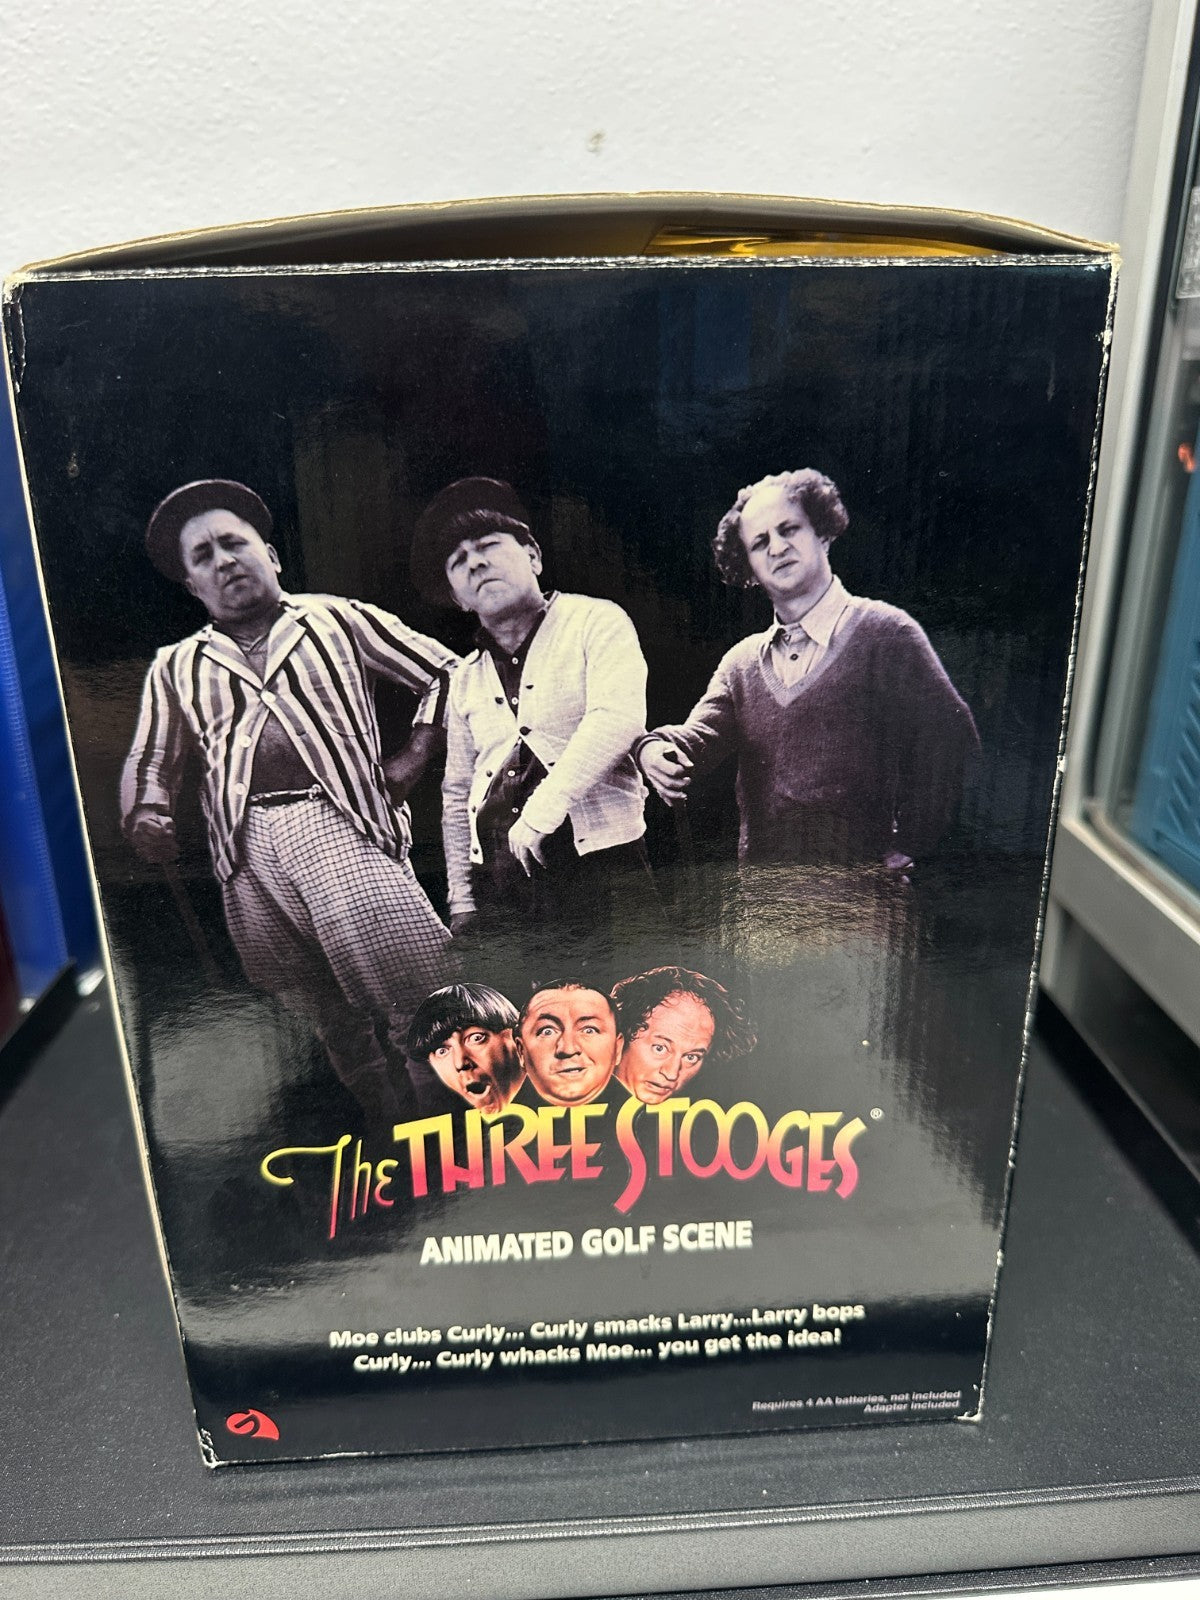 The THREE STOOGES®
ANIMATED GOLF SCENE
Moe clubs Curly... Curly smacks Larry...Larry bops
Curly... Curly whacks Moe... you get the idea!
Requires 4 AA batteries, not included
Adapter included